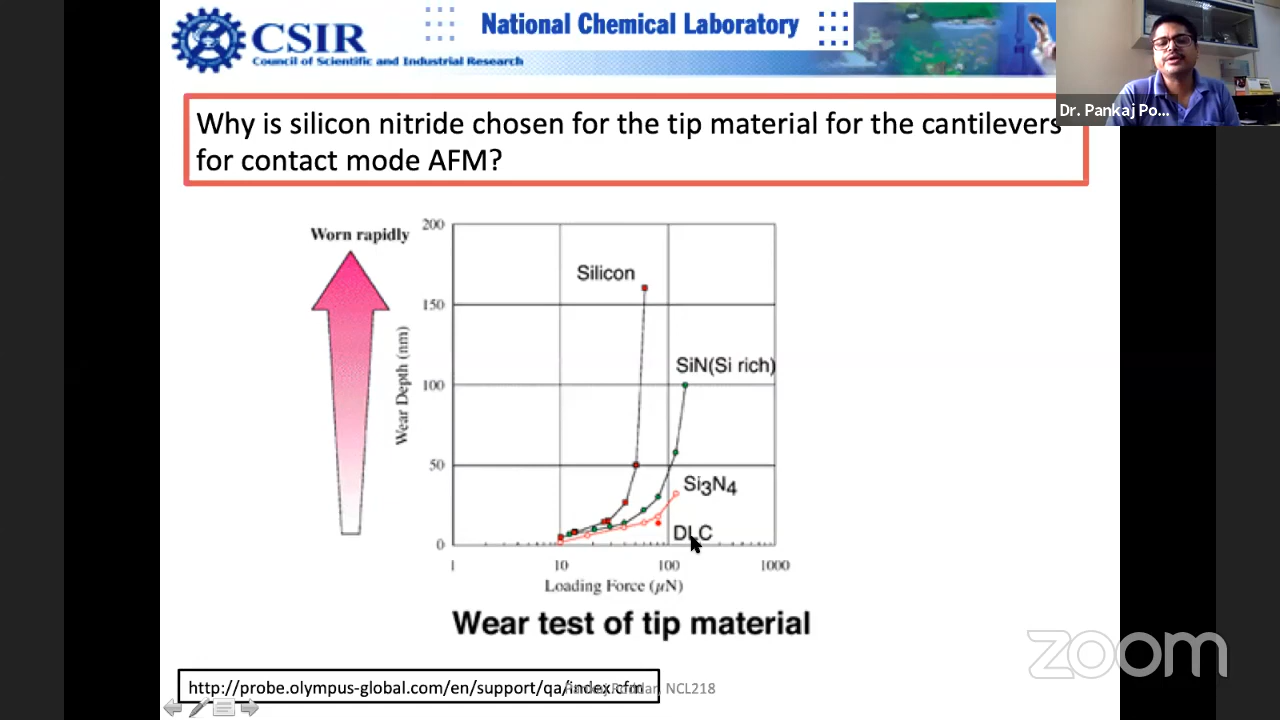 CSIR
Council of Scientific and Industrial Research
National Chemical Laboratory
Dr. Pankaj Po...
Why is silicon nitride chosen for the tip material for the cantilevers
for contact mode AFM?
Worn rapidly
Wear Depth (nm)
200
150
100
50
0
Silicon
SiN(Si rich)
Si3N4
DLC
1
10
100
1000
Loading Force (µN)
Wear test of tip material
zoom
http://probe.olympus-global.com/en/support/qa/index.cfm
NCL218